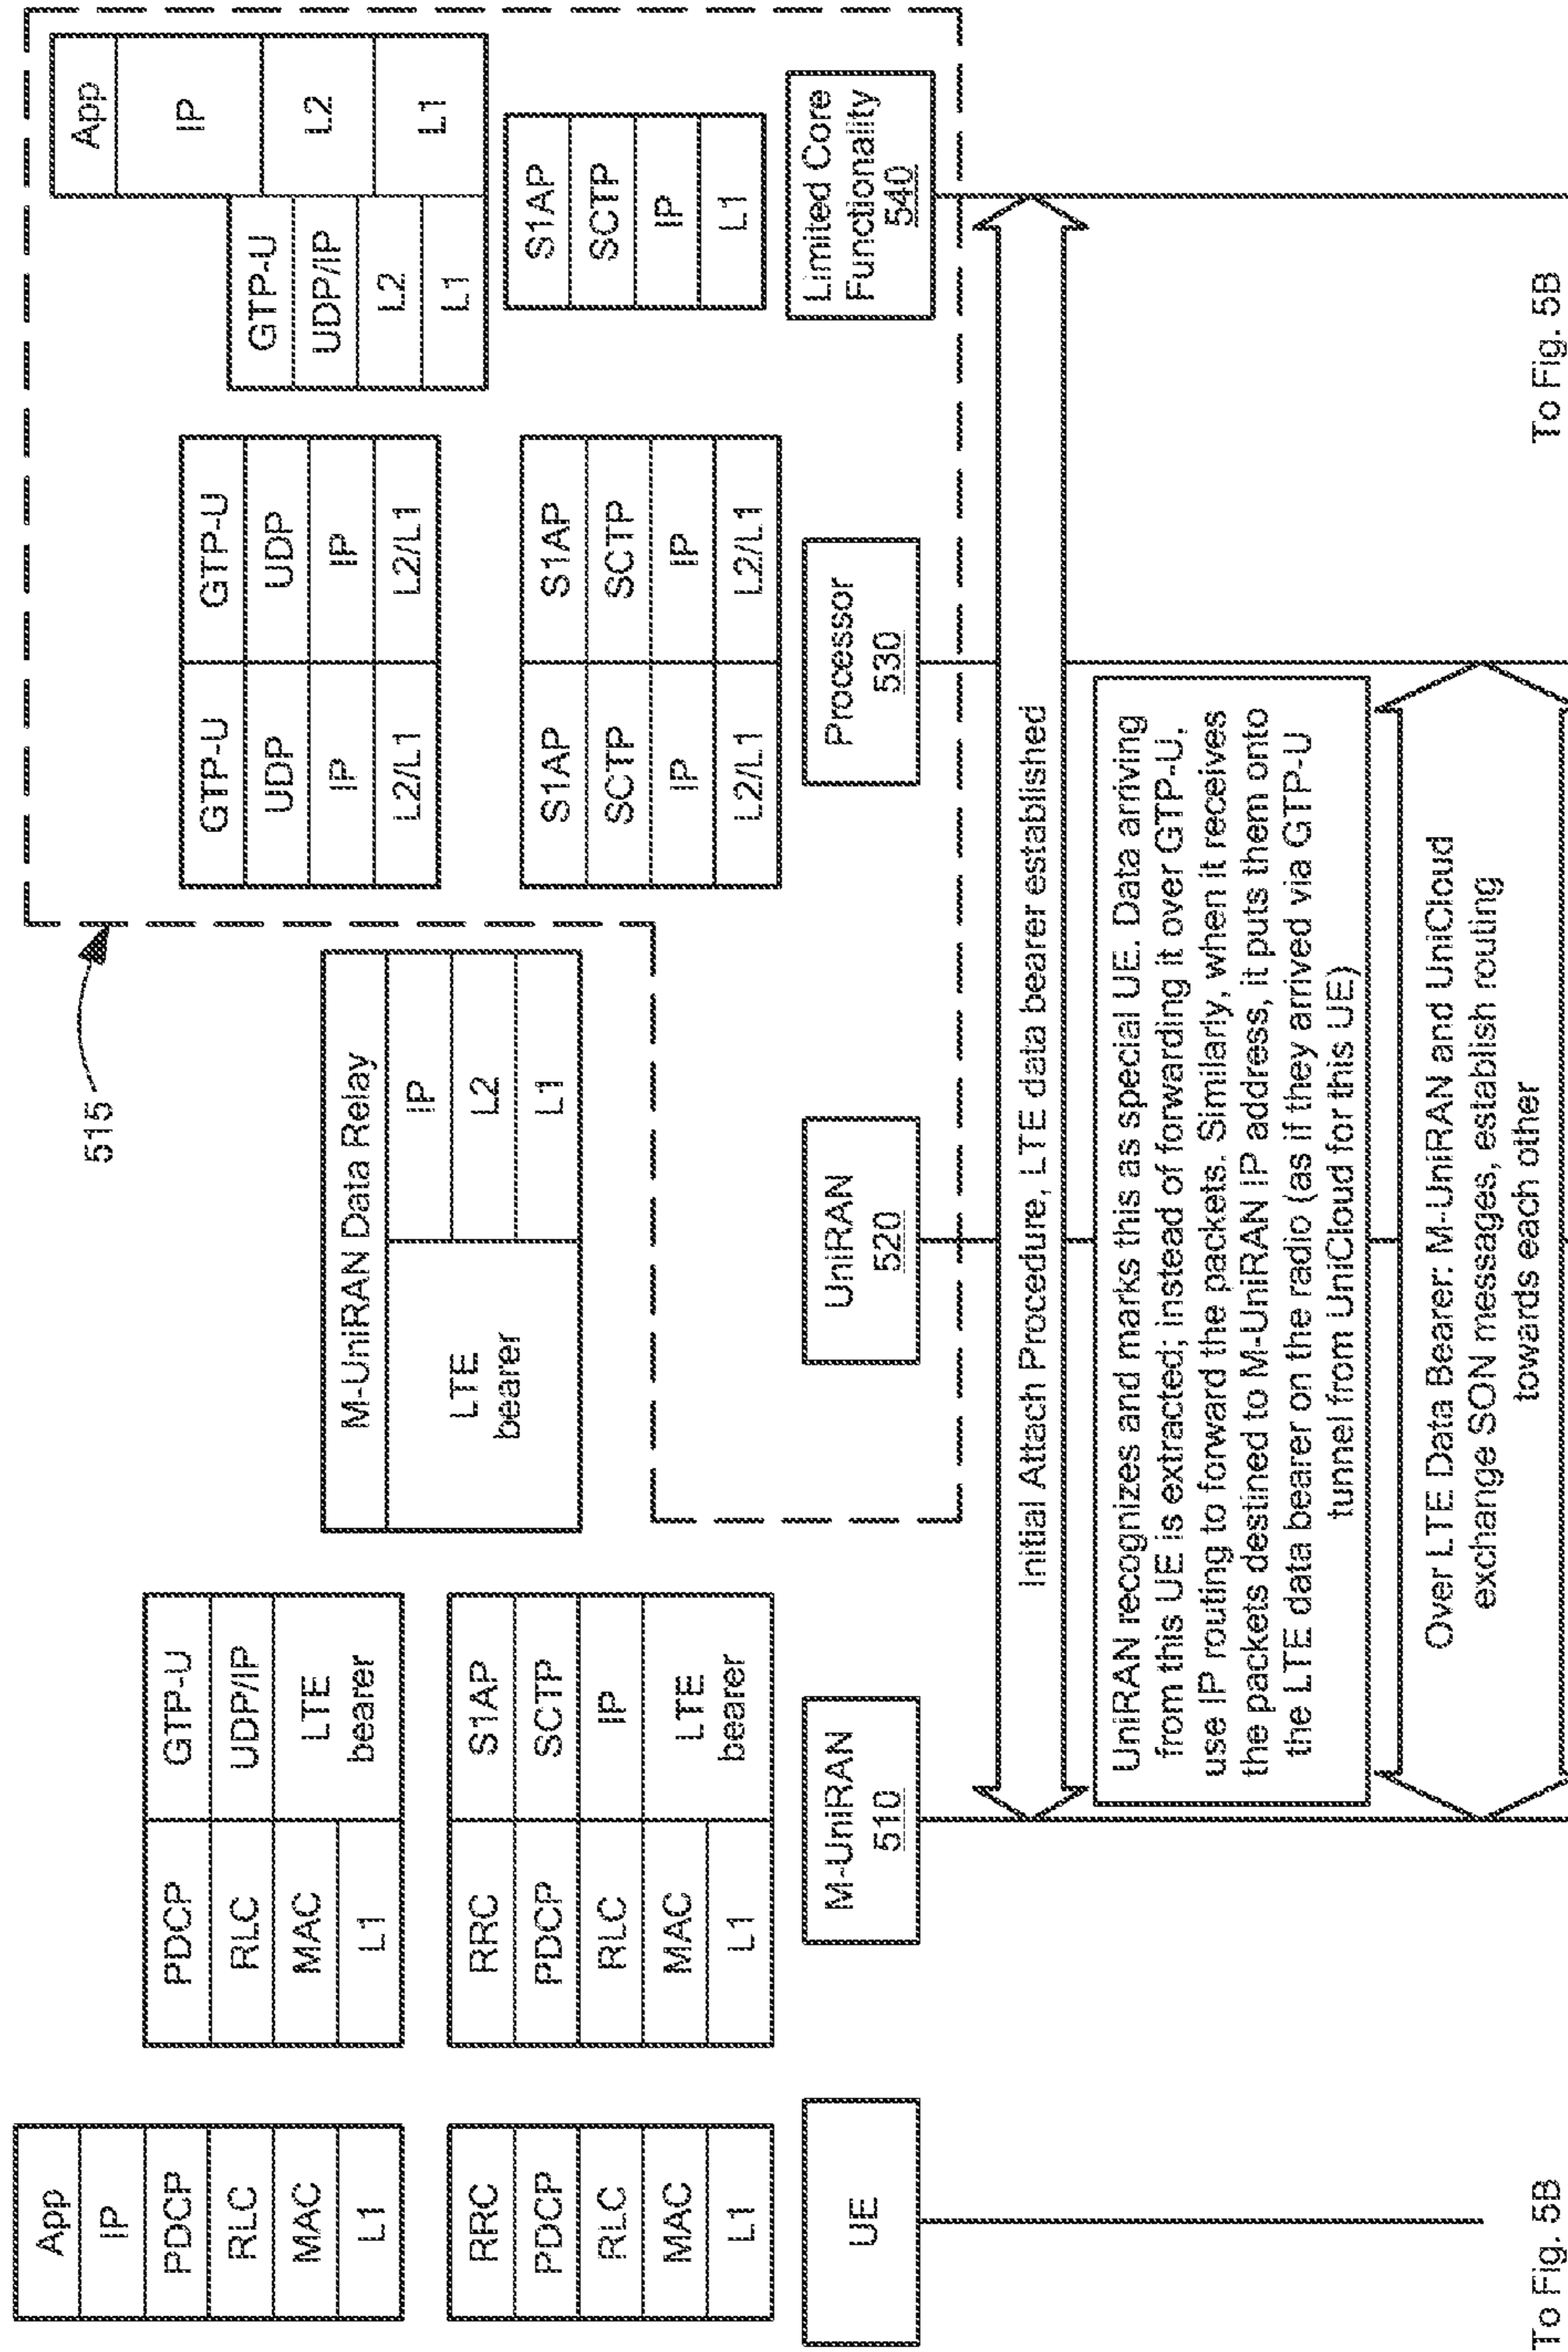 App
IP
PDCP
RLC
MAC
L1
RRC
PDCP
RLC
MAC
L1
UE
PDCP
GTP-U
RLC
UDP/IP
MAC
LTE
bearer
L1
RRC
S1AP
PDCP
SCTP
RLC
IP
MAC
LTE
bearer
L1
M-UniRAN
510
M-UniRAN Data Relay
LTE
bearer
IP
L2
L1
UniRAN
520
515
GTP-U
GTP-U
UDP
UDP
IP
IP
L2/L1
L2/L1
S1AP
S1AP
SCTP
SCTP
IP
IP
L2/L1
L2/L1
Processor
530
App
IP
L2
L1
GTP-U
UDP/IP
L2
L1
S1AP
SCTP
IP
L1
Limited Core
Functionality
540
Initial Attach Procedure, LTE data bearer established
UniRAN recognizes and marks this as special UE. Data arriving
from this UE is extracted; instead of forwarding it over GTP-U,
use IP routing to forward the packets. Similarly, when it receives
the packets destined to M-UniRAN IP address, it puts them onto
the LTE data bearer on the radio (as if they arrived via GTP-U
tunnel from UniCloud for this UE)
Over LTE Data Bearer: M-UniRAN and UniCloud
exchange SON messages, establish routing
towards each other
To Fig. 5B
To Fig. 5B